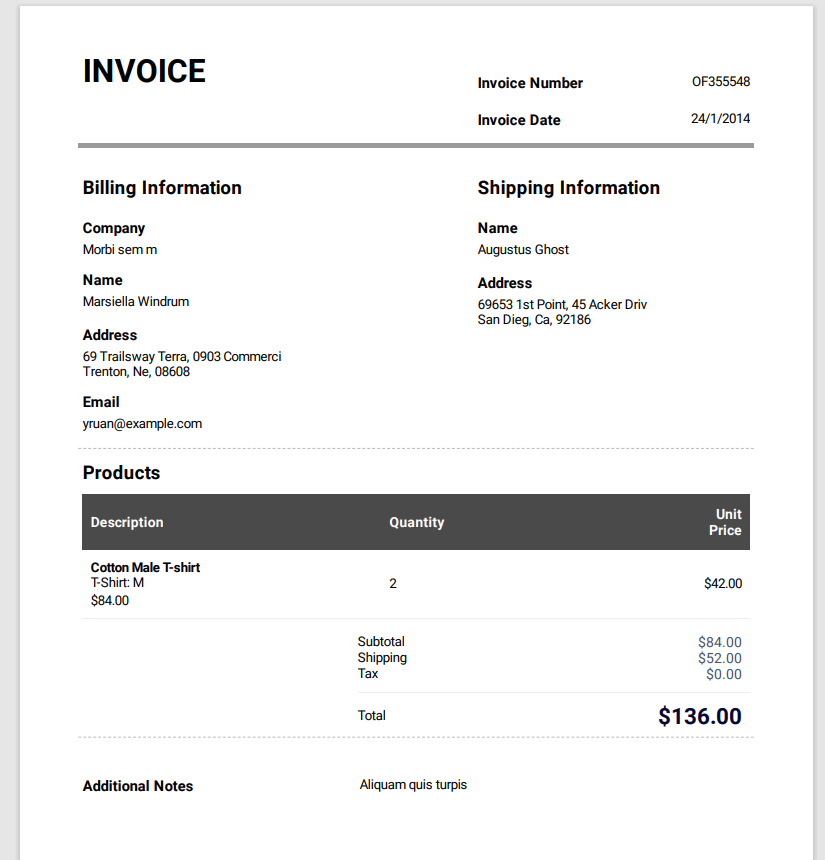 INVOICE
Invoice Number OF355548
Invoice Date 24/1/2014
Billing Information
Company
Morbi sem m
Name
Marsiella Windrum
Address
69 Trailsway Terra, 0903 Commerci
Trenton, Ne, 08608
Email
yruan@example.com
Shipping Information
Name
Augustus Ghost
Address
69653 1st Point, 45 Acker Driv
San Dieg, Ca, 92186
Products
Description Quantity Unit
Price
Cotton Male T-shirt
T-Shirt: M 2 $42.00
$84.00
Subtotal $84.00
Shipping $52.00
Tax $0.00
Total $136.00
Additional Notes Aliquam quis turpis